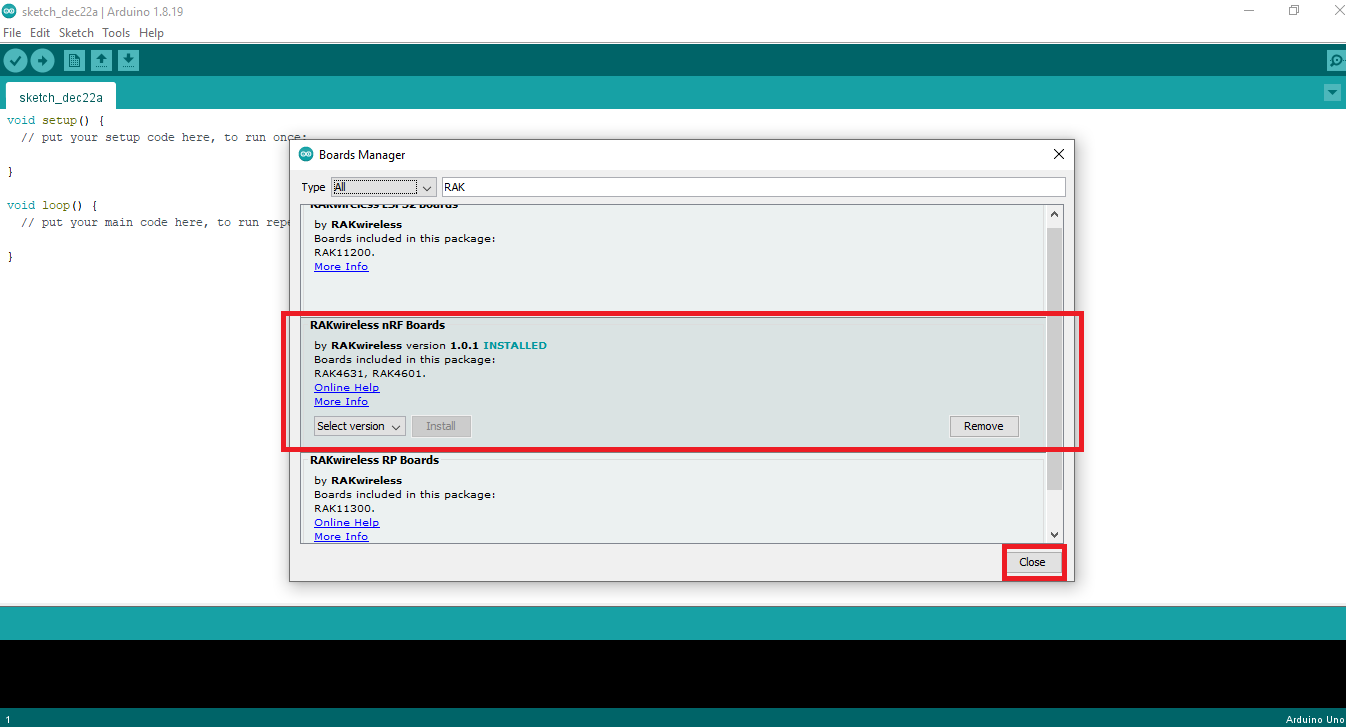 sketch_dec22a | Arduino 1.8.19
File Edit Sketch Tools Help
sketch_dec22a
void setup() {
// put your setup code here, to run once:
}
void loop() {
// put your main code here, to run repe
}
Boards Manager
Type All RAK
RAKwireless ESP32 Boards
by RAKwireless
Boards included in this package:
RAK11200.
More Info
RAKwireless nRF Boards
by RAKwireless version 1.0.1 INSTALLED
Boards included in this package:
RAK4631, RAK4601.
Online Help
More Info
Select version Install Remove
RAKwireless RP Boards
by RAKwireless
Boards included in this package:
RAK11300.
Online Help
More Info
Close
1 Arduino Uno